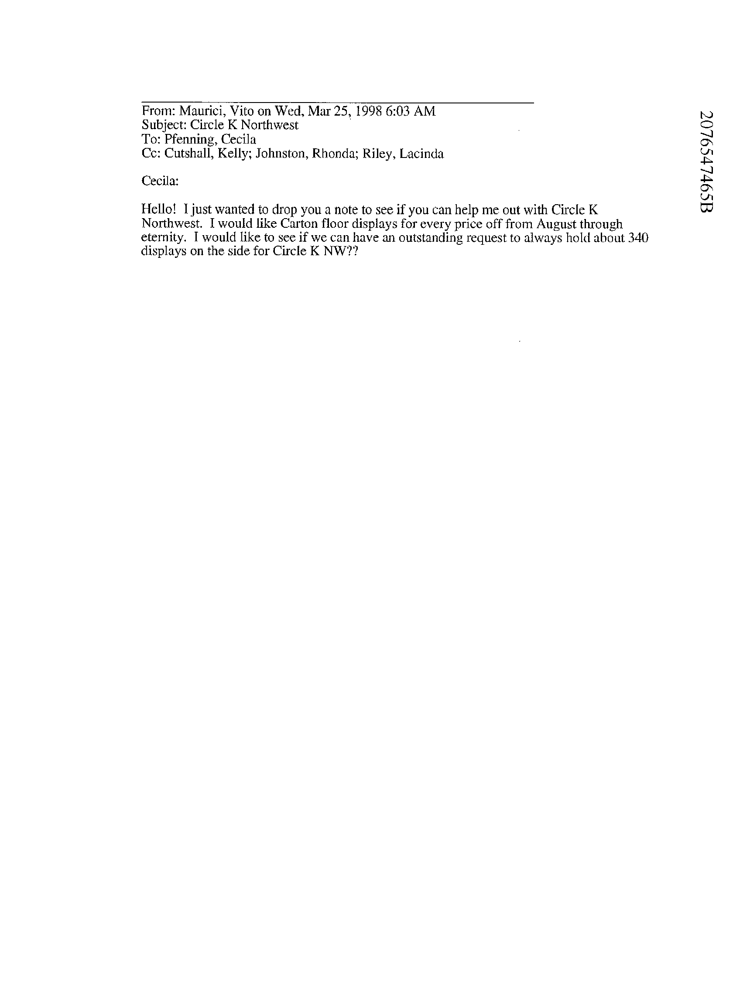 From: Maurici, Vito on Wed, Mar 25, 1998 6:03 AM
Subject: Circle K Northwest
To: Pfenning, Cecila
Cc: Cutshall, Kelly; Johnston, Rhonda; Riley, Lacinda
Cecila:
Hello! I just wanted to drop you a note to see if you can help me out with Circle K
Northwest. I would like Carton floor displays for every price off from August through
eternity. I would like to see if we can have an outstanding request to always hold about 340
displays on the side for Circle K NW??
2076547465B